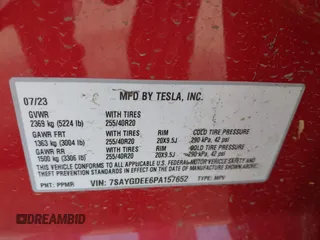 07/23 MFD BY TESLA, INC.
GVWR WITH TIRES
2369 kg (5224 lb) 255/40R20
GAWR FRT WITH TIRES RIM COLD TIRE PRESSURE
1363 kg (3004 lb) 255/40R20 20X9.5J 290 kPa, 42 psi
GAWR RR WITH TIRES RIM COLD TIRE PRESSURE
1500 kg (3306 lb) 255/40R20 20X9.5J 290 kPa, 42 psi
THIS VEHICLE CONFORMS TO ALL APPLICABLE FEDERAL MOTOR VEHICLE
SAFETY, BUMPER, AND THEFT PREVENTION STANDARDS IN EFFECT ON THE
DATE OF MANUFACTURE SHOWN ABOVE.
PNT: PPMR VIN: 7SAYGDEE6PA157652 TYPE: MPV
DREAMBID